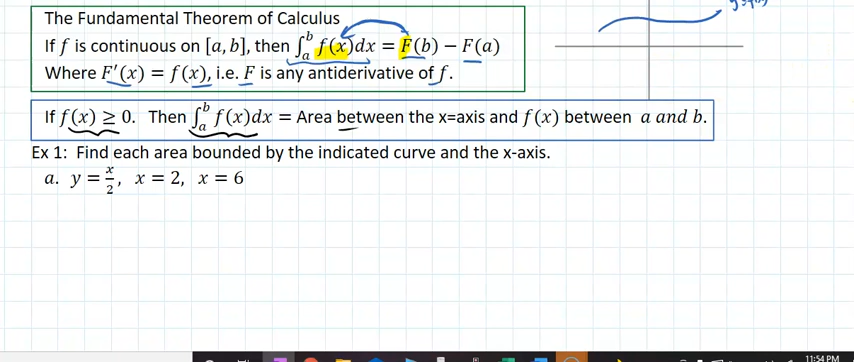 The Fundamental Theorem of Calculus
If f is continuous on [a, b], then ∫ₐᵇ f(x)dx = F(b) − F(a)
Where F′(x) = f(x), i.e. F is any antiderivative of f.
If f(x) ≥ 0. Then ∫ₐᵇ f(x)dx = Area between the x=axis and f(x) between a and b.
Ex 1: Find each area bounded by the indicated curve and the x-axis.
a. y = x/2, x = 2, x = 6
11:54 PM